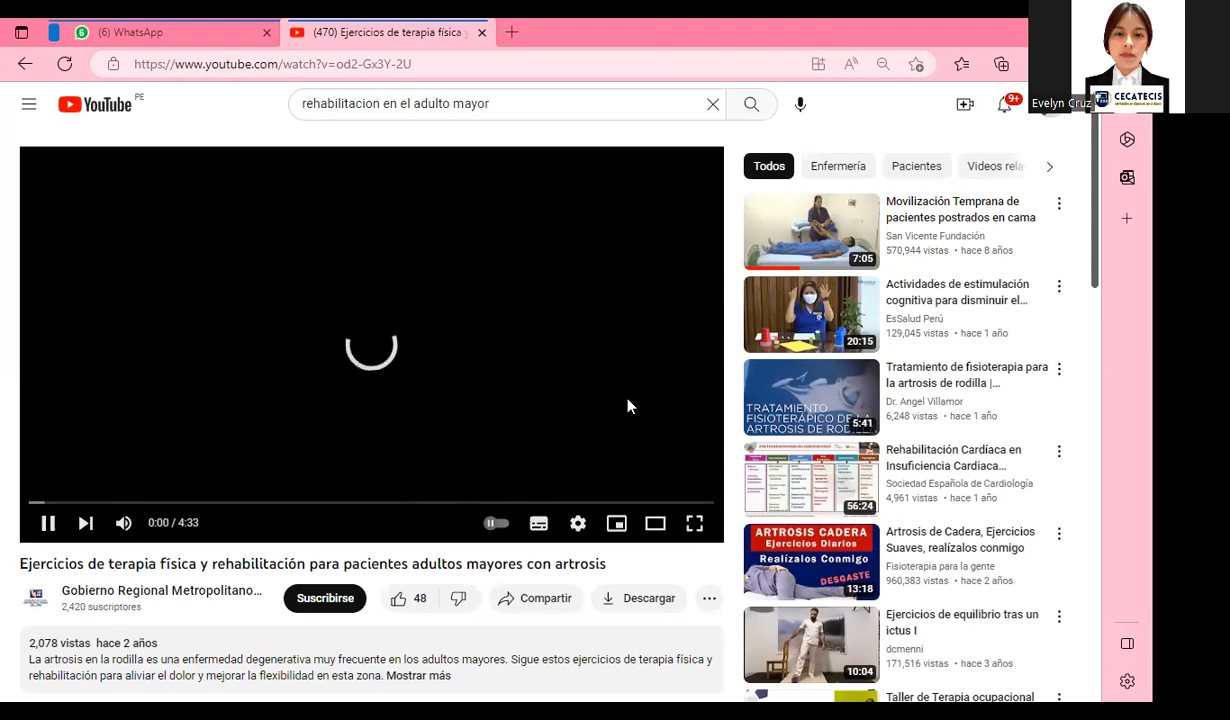 (6) WhatsApp
(470) Ejercicios de terapia física y
https://www.youtube.com/watch?v=od2-Gx3Y-2U
Evelyn Cruz
CECATECIS
YouTube PE
rehabilitacion en el adulto mayor
9+
Todos
Enfermería
Pacientes
Videos rela
Movilización Temprana de
pacientes postrados en cama
San Vicente Fundación
570,944 vistas • hace 8 años
7:05
Actividades de estimulación
cognitiva para disminuir el...
EsSalud Perú
129,045 vistas • hace 1 año
20:15
Tratamiento de fisioterapia para
la artrosis de rodilla |...
Dr. Angel Villamor
6,248 vistas • hace 1 año
TRATAMIENTO
FISIOTERÁPICO DE LA
ARTROSIS DE RODILLA
5:41
Rehabilitación Cardíaca en
Insuficiencia Cardiaca...
Sociedad Española de Cardiología
4,961 vistas • hace 1 año
56:24
ARTROSIS CADERA
Ejercicios Diarios
Realízalos Conmigo
DESGASTE
13:18
Artrosis de Cadera, Ejercicios
Suaves, realízalos conmigo
Fisioterapia para la gente
960,383 vistas • hace 2 años
Ejercicios de equilibrio tras un
ictus I
dcmenni
171,516 vistas • hace 3 años
10:04
Taller de Terapia ocupacional
0:00 / 4:33
Ejercicios de terapia física y rehabilitación para pacientes adultos mayores con artrosis
Gobierno Regional Metropolitano...
2,420 suscriptores
Suscribirse
48
Compartir
Descargar
2,078 vistas hace 2 años
La artrosis en la rodilla es una enfermedad degenerativa muy frecuente en los adultos mayores. Sigue estos ejercicios de terapia física y
rehabilitación para aliviar el dolor y mejorar la flexibilidad en esta zona. Mostrar más